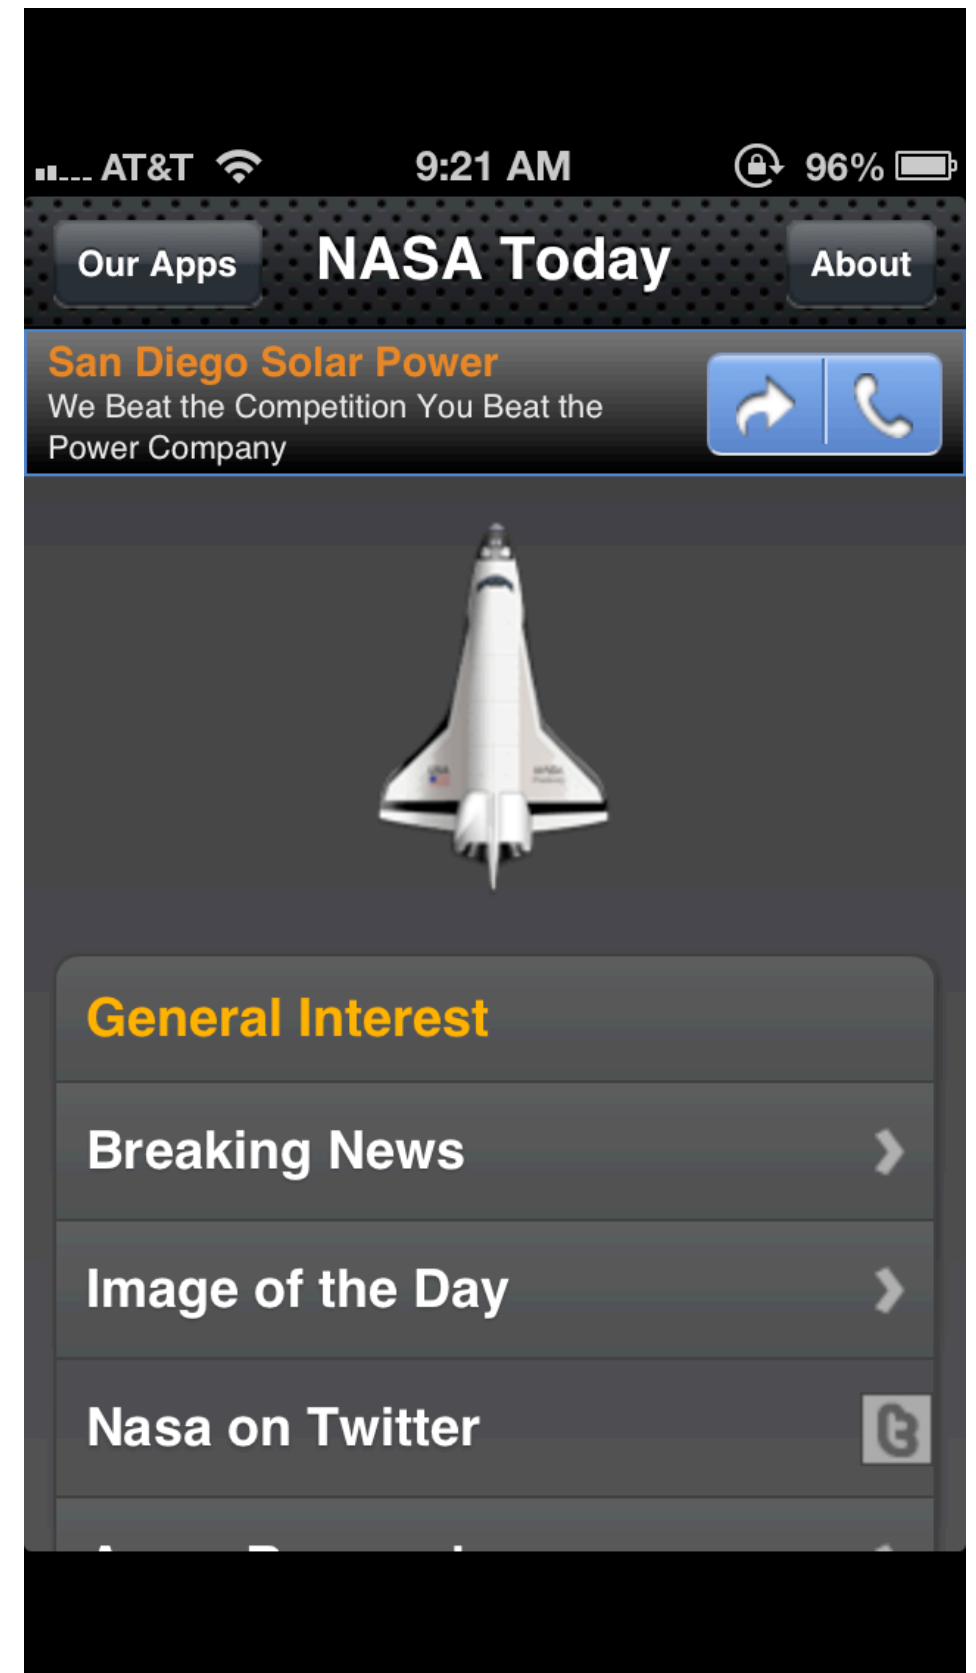 AT&T 9:21 AM 96%
Our Apps NASA Today About
San Diego Solar Power
We Beat the Competition You Beat the
Power Company
USA
General Interest
Breaking News
Image of the Day
Nasa on Twitter